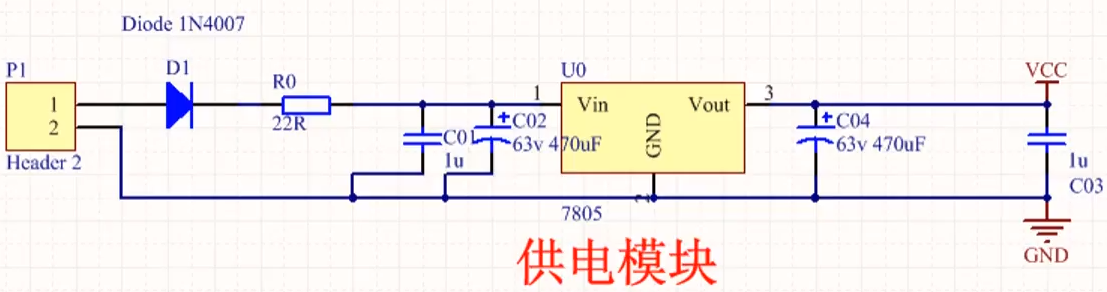 Diode 1N4007
P1
D1
R0
U0
VCC
1
2
22R
1
Vin
Vout
3
GND
C01
1u
C02
63v 470uF
C04
63v 470uF
1u
C03
Header 2
2
7805
GND
供电模块